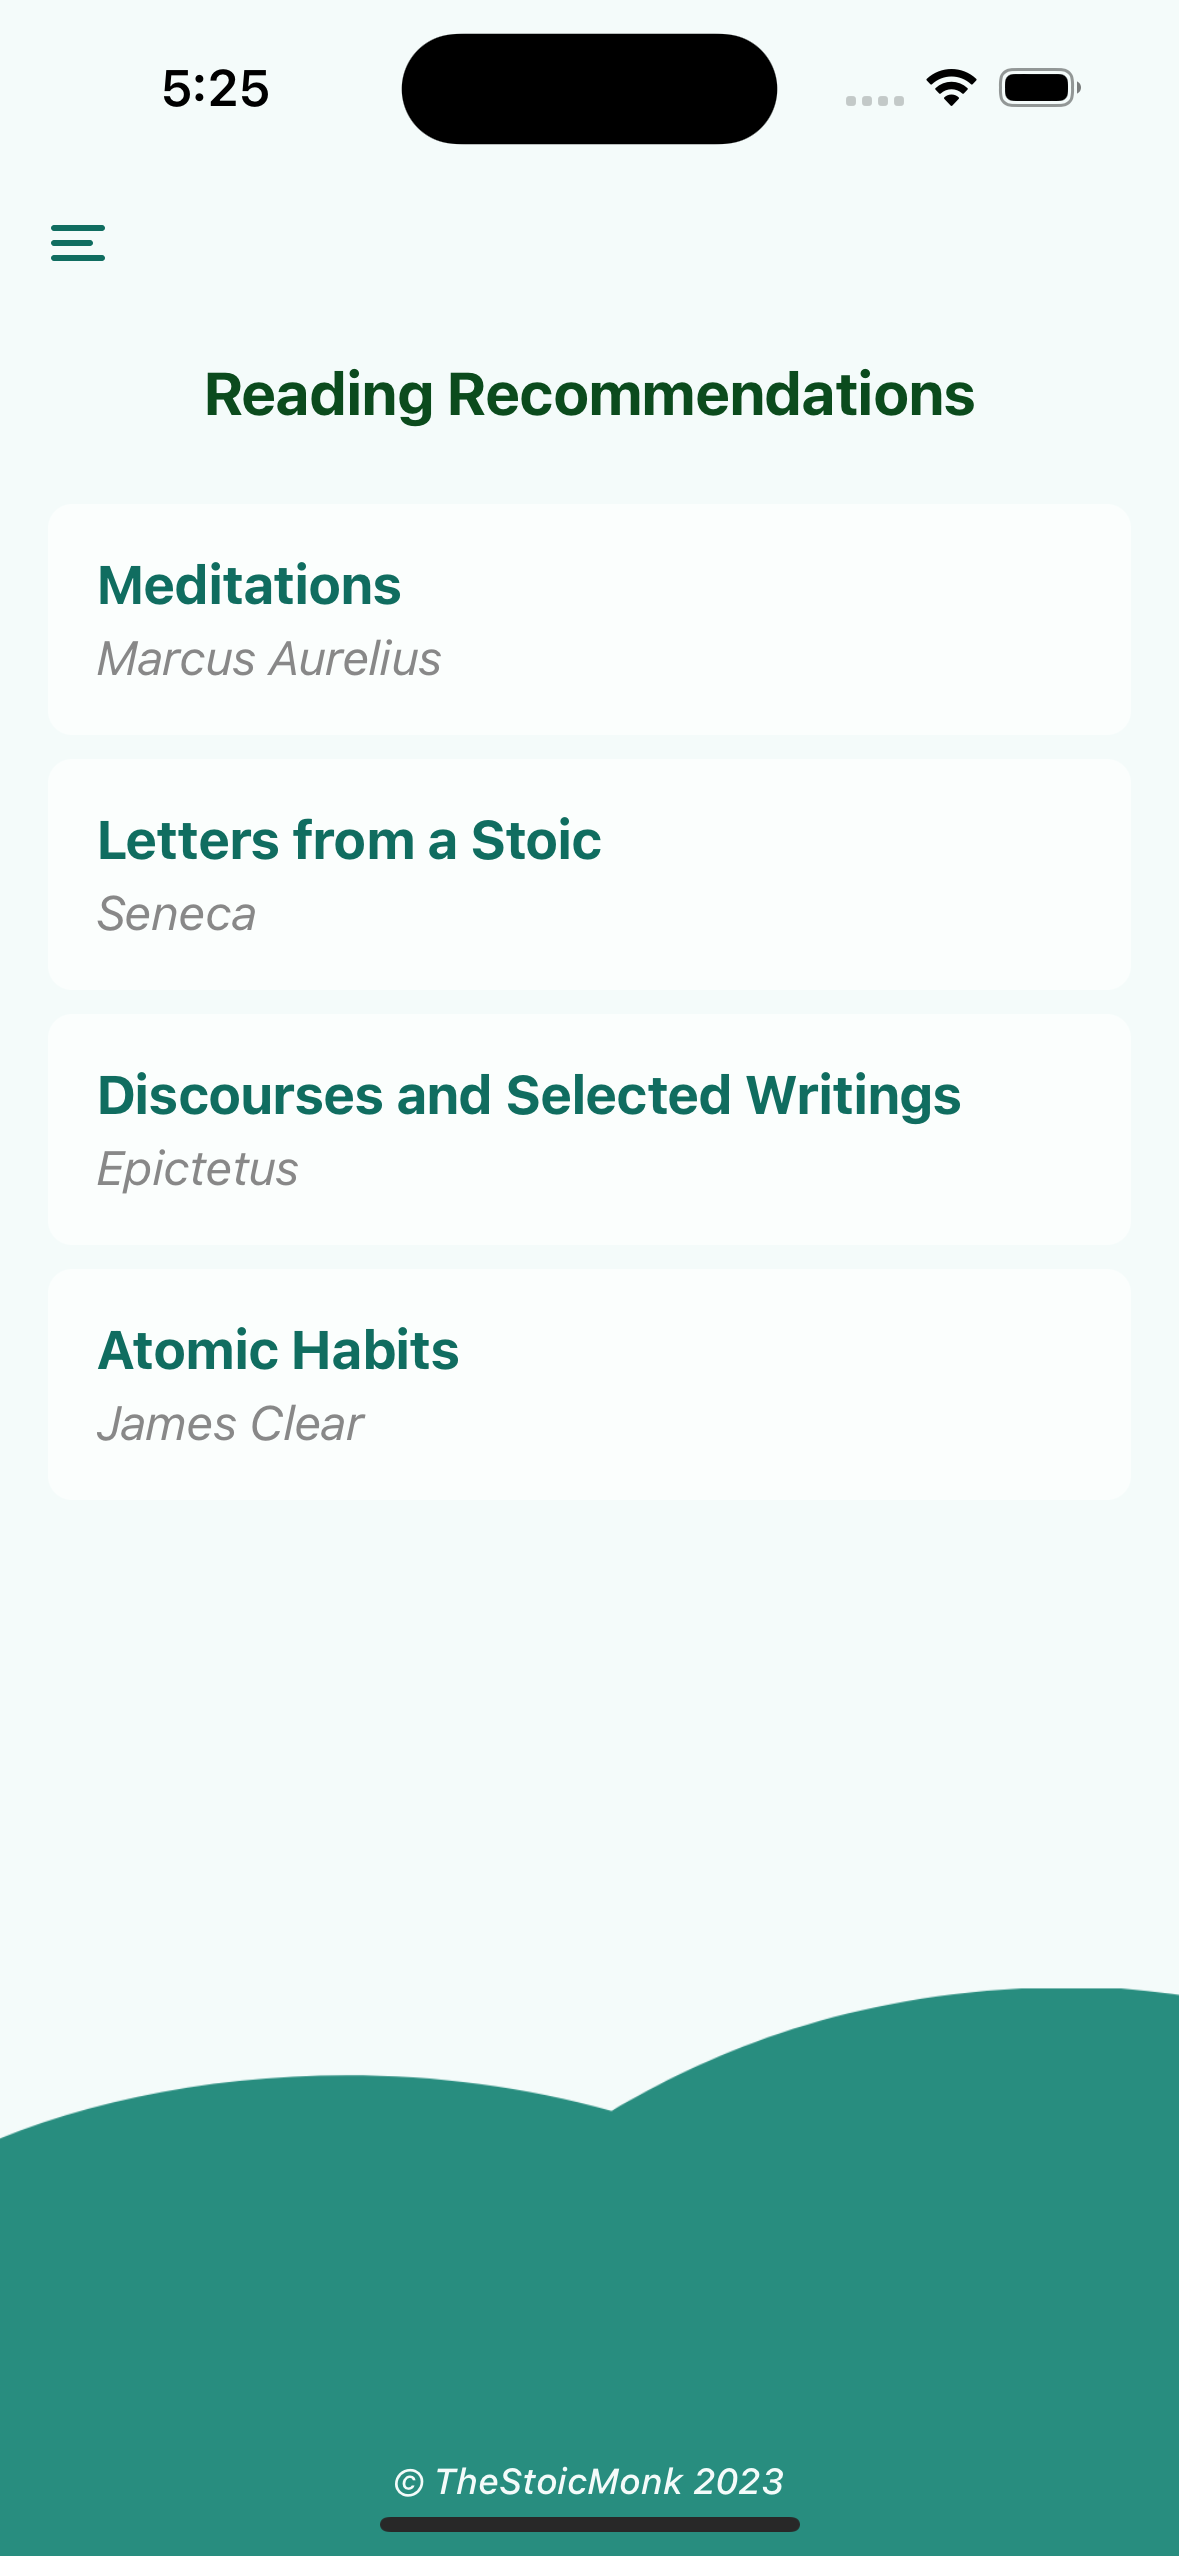 5:25
Reading Recommendations
Meditations
Marcus Aurelius
Letters from a Stoic
Seneca
Discourses and Selected Writings
Epictetus
Atomic Habits
James Clear
© TheStoicMonk 2023